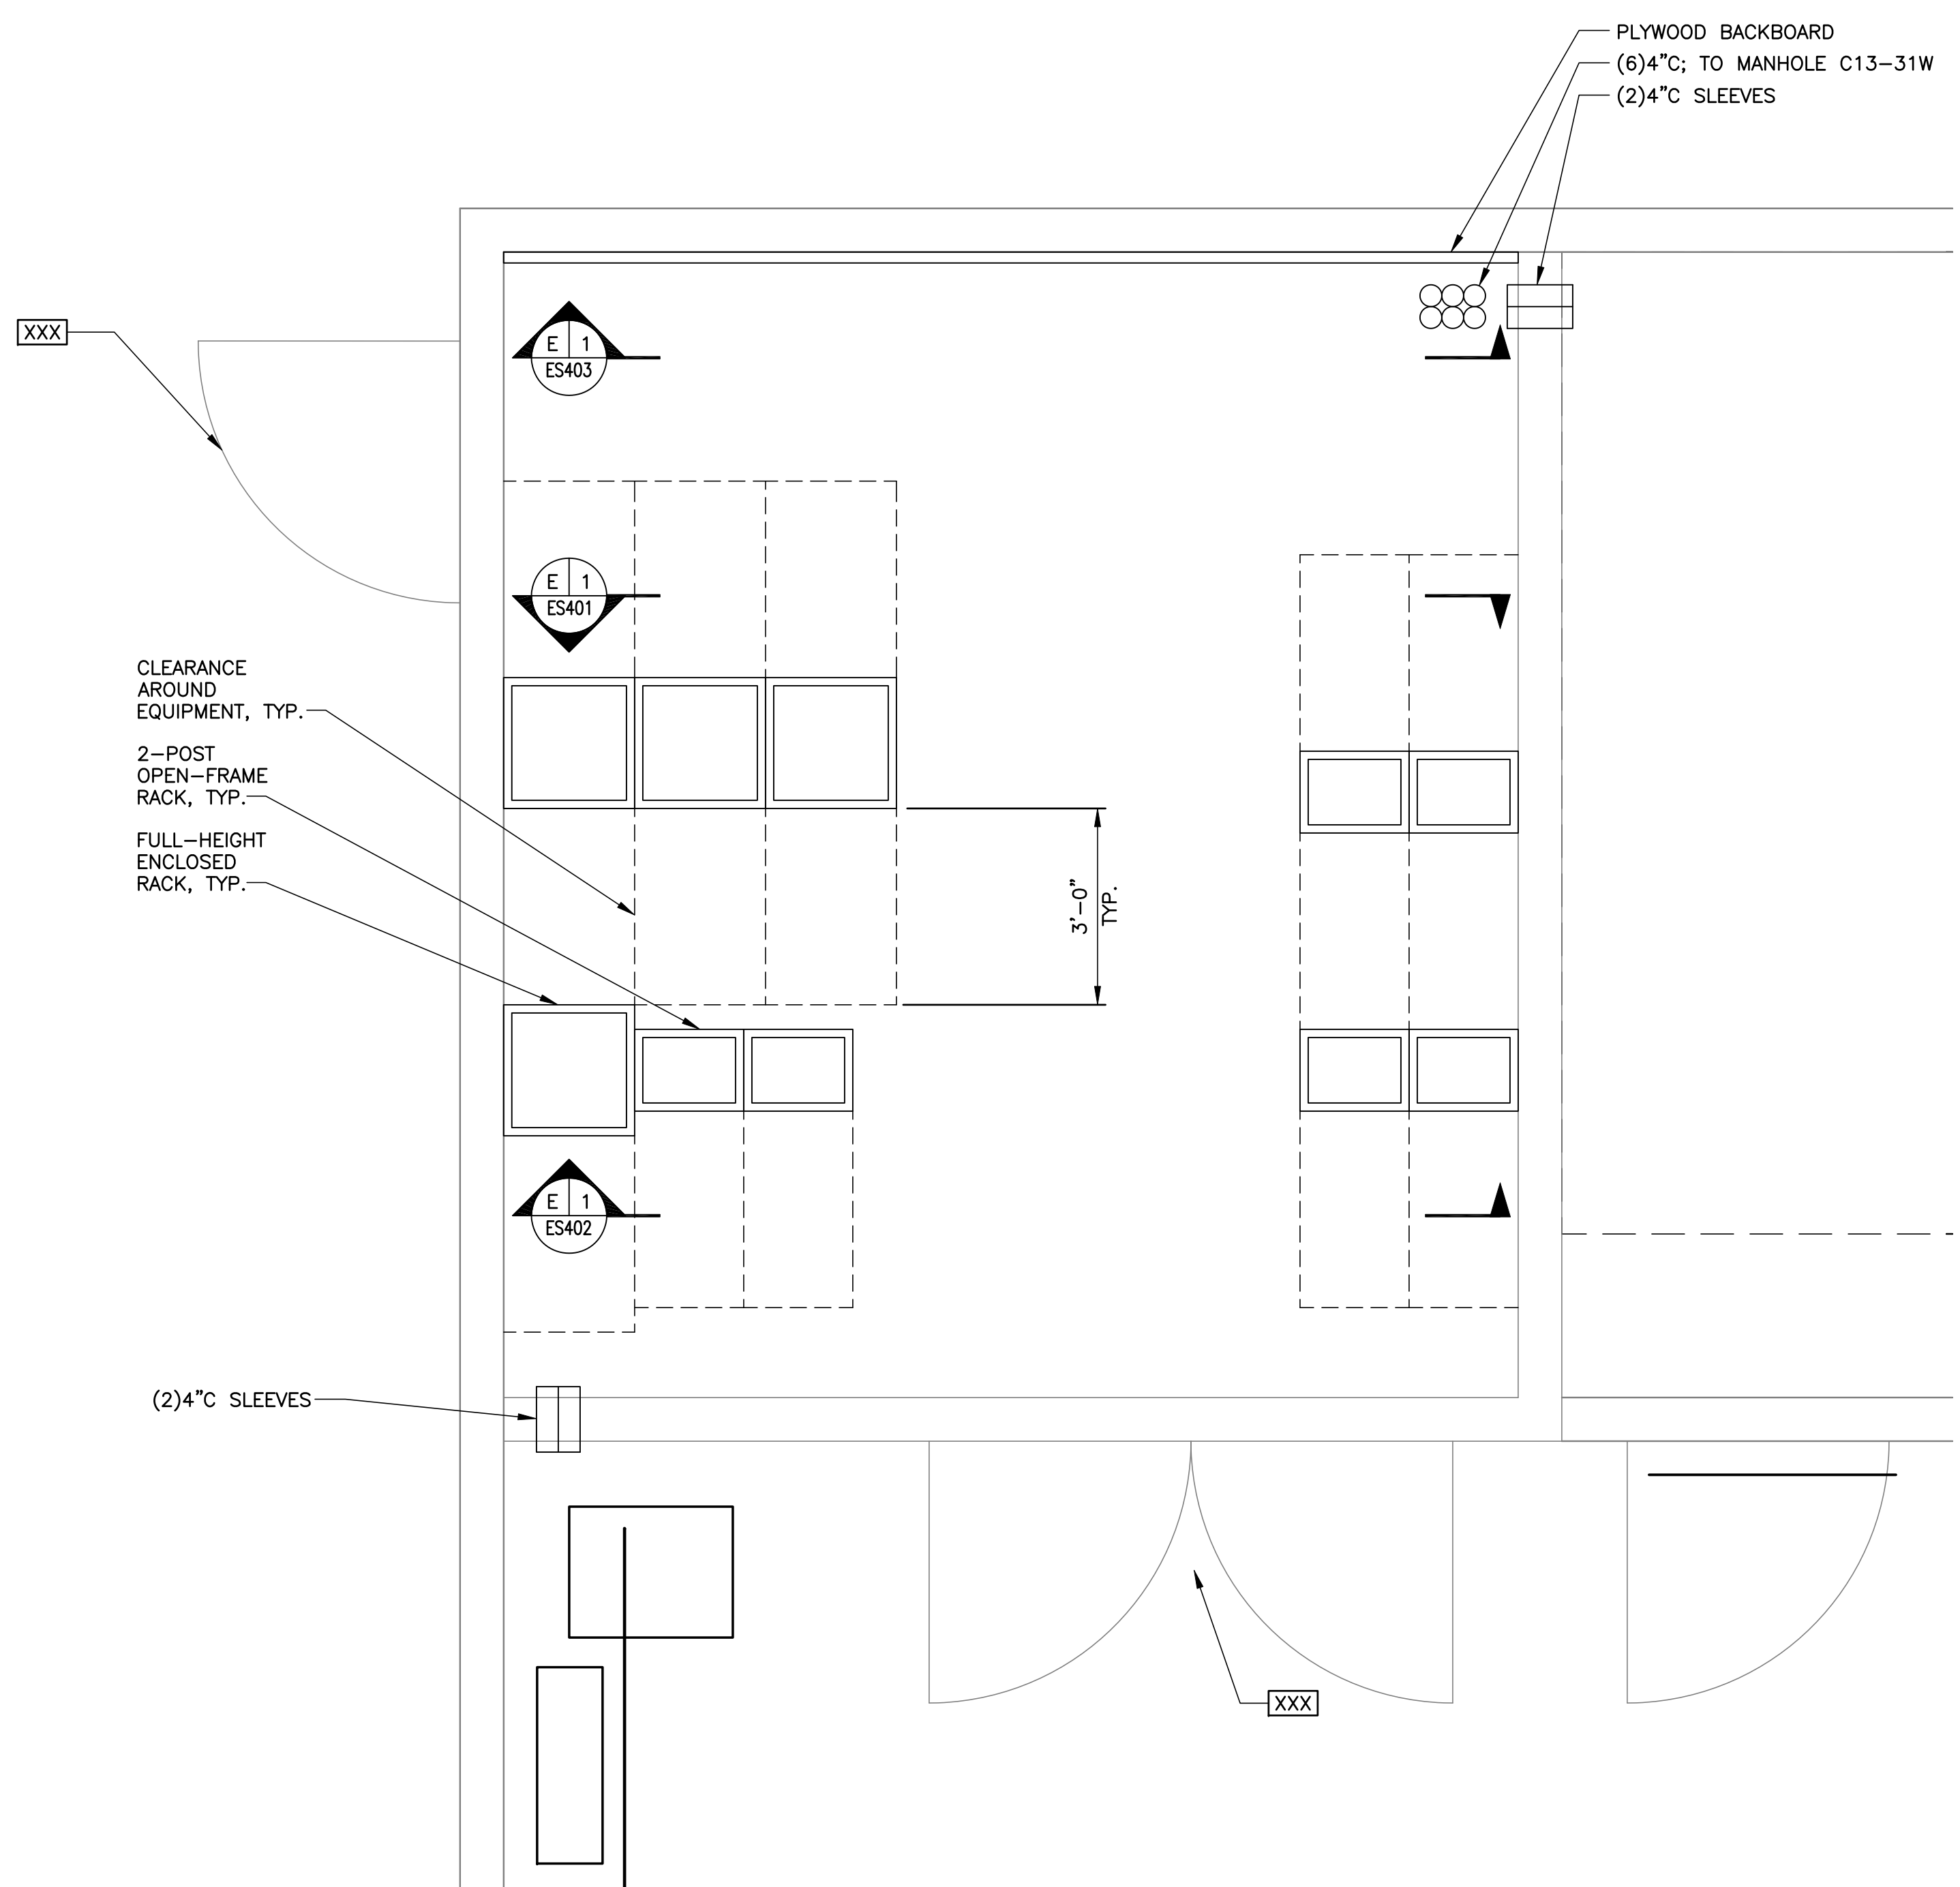 PLYWOOD BACKBOARD
(6)4"C; TO MANHOLE C13-31W
(2)4"C SLEEVES
XXX
E 1
ES403
E 1
ES401
CLEARANCE
AROUND
EQUIPMENT, TYP.
2-POST
OPEN-FRAME
RACK, TYP.
FULL-HEIGHT
ENCLOSED
RACK, TYP.
3'-0"
TYP.
E 1
ES402
(2)4"C SLEEVES
XXX